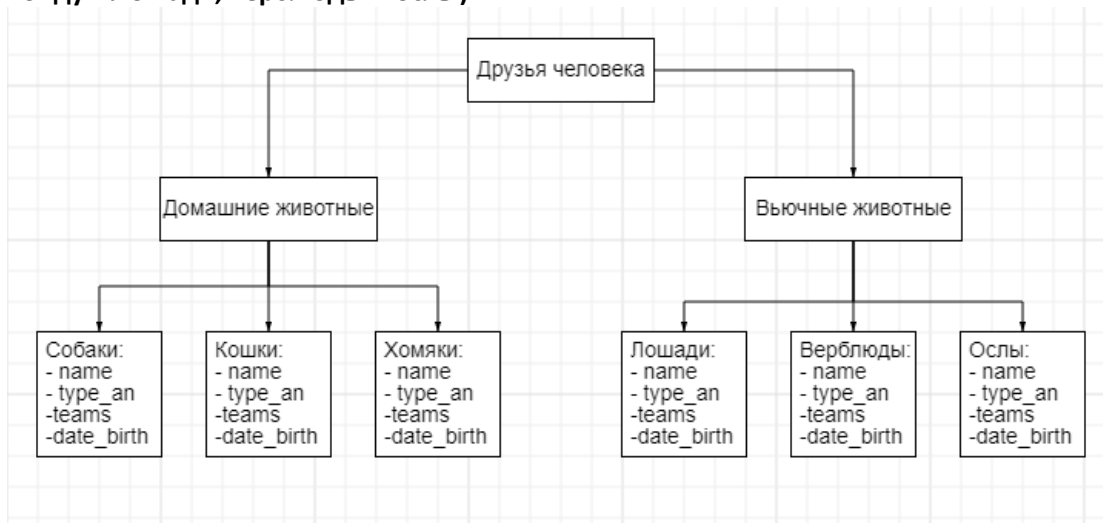 Друзья человека
Домашние животные
Вьючные животные
Собаки:
- name
- type_an
-teams
-date_birth
Кошки:
- name
- type_an
-teams
-date_birth
Хомяки:
- name
- type_an
-teams
-date_birth
Лошади:
- name
- type_an
-teams
-date_birth
Верблюды:
- name
- type_an
-teams
-date_birth
Ослы:
- name
- type_an
-teams
-date_birth